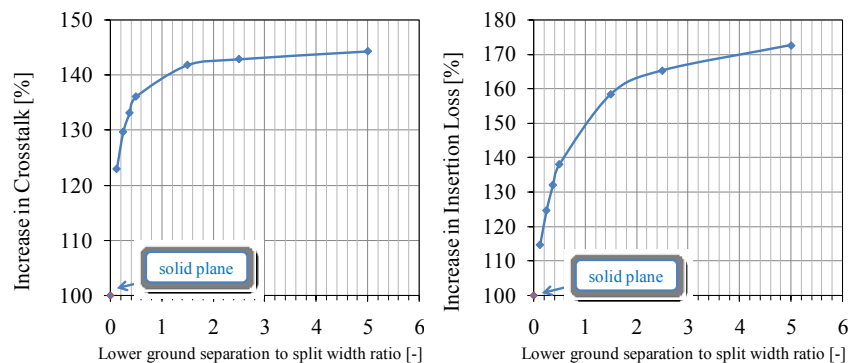 Increase in Crosstalk [%]
150
140
130
120
110
100
solid plane
0 1 2 3 4 5 6
Lower ground separation to split width ratio [-]
Increase in Insertion Loss [%]
180
170
160
150
140
130
120
110
100
solid plane
0 1 2 3 4 5 6
Lower ground separation to split width ratio [-]